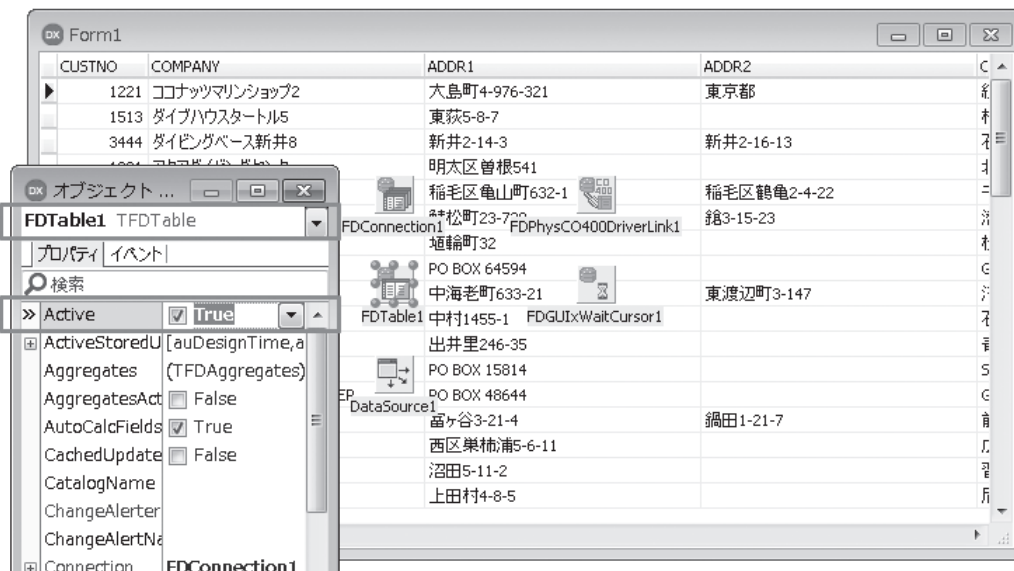 Form1
CUSTNO COMPANY ADDR1 ADDR2 C
1221 ココナッツマリンショップ2 大島町4-976-321 東京都
1513 ダイブハウスタートル5 東荻5-8-7
3444 ダイビングベース新井8 新井2-14-3 新井2-16-13
明太区曽根541
稲毛区亀山町632-1 稲毛区鶴亀2-4-22
鎗3-15-23
埴輪町32
PO BOX 64594
中海老町633-21 東渡辺町3-147
中村1455-1
出井里246-35
PO BOX 15814
PO BOX 48644
冨ヶ谷3-21-4 鍋田1-21-7
西区巣柿浦5-6-11
沼田5-11-2
上田村4-8-5
FDConnection1
FDPhysCO400DriverLink1
FDTable1
FDGUIxWaitCursor1
DataSource1
オブジェクト ...
FDTable1 TFDTable
プロパティ イベント
検索
Active True
ActiveStoredU [auDesignTime,a
Aggregates (TFDAggregates)
AggregatesAct False
AutoCalcFields True
CachedUpdate False
CatalogName
ChangeAlerter
ChangeAlertNa
Connection FDConnection1